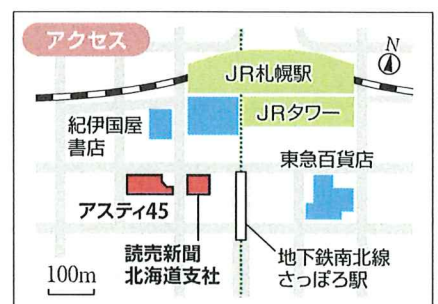 アクセス
N
JR札幌駅
JRタワー
紀伊国屋
書店
東急百貨店
アスティ45
読売新聞
北海道支社
地下鉄南北線
さっぽろ駅
100m